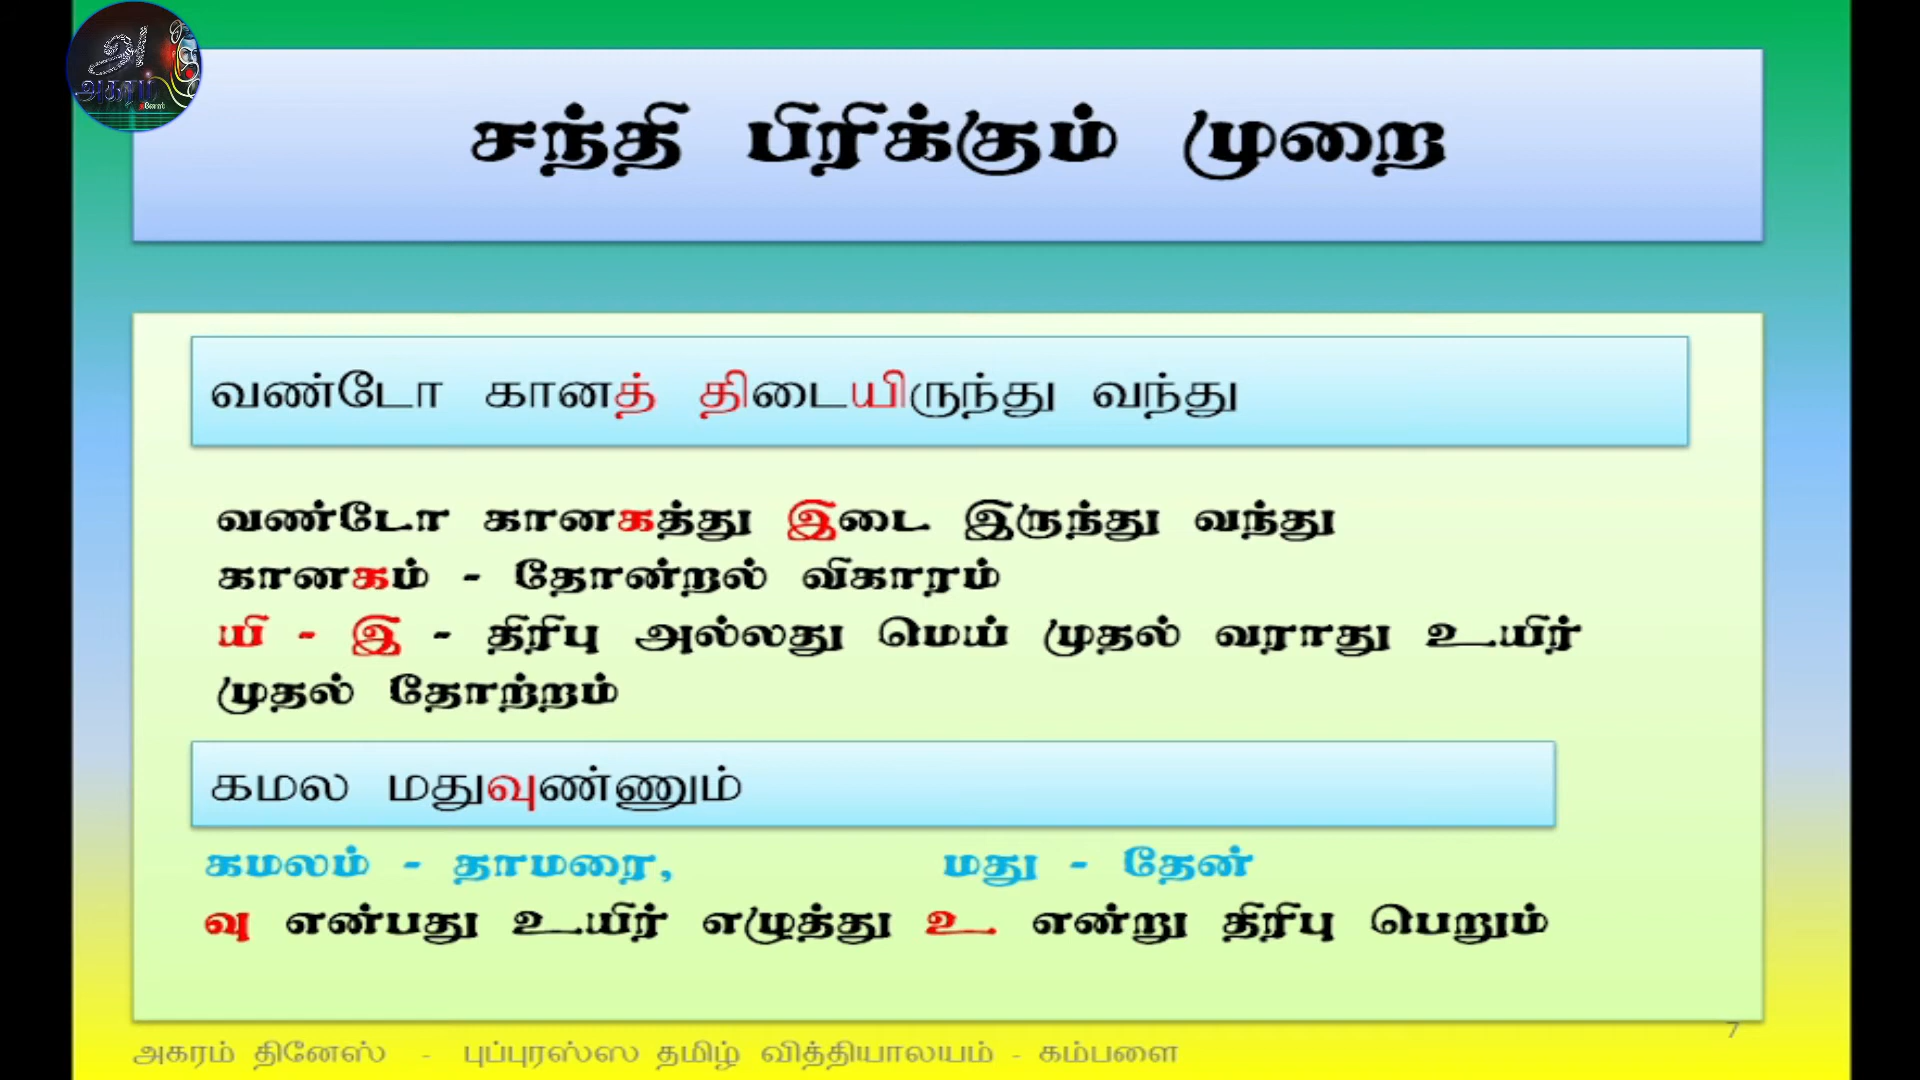 அ
அகரம்
சந்தி பிரிக்கும் முறை
வண்டோ கானத் திடையிருந்து வந்து
வண்டோ கானகத்து இடை இருந்து வந்து
கானகம் - தோன்றல் விகாரம்
யி - இ - திரிபு அல்லது மெய் முதல் வராது உயிர்
முதல் தோற்றம்
கமல மதுவுண்ணும்
கமலம் - தாமரை, மது - தேன்
வு என்பது உயிர் எழுத்து உ என்று திரிபு பெறும்
7
அகரம் தினேஸ் - புப்புரஸ்ஸ தமிழ் வித்தியாலயம் - கம்பளை